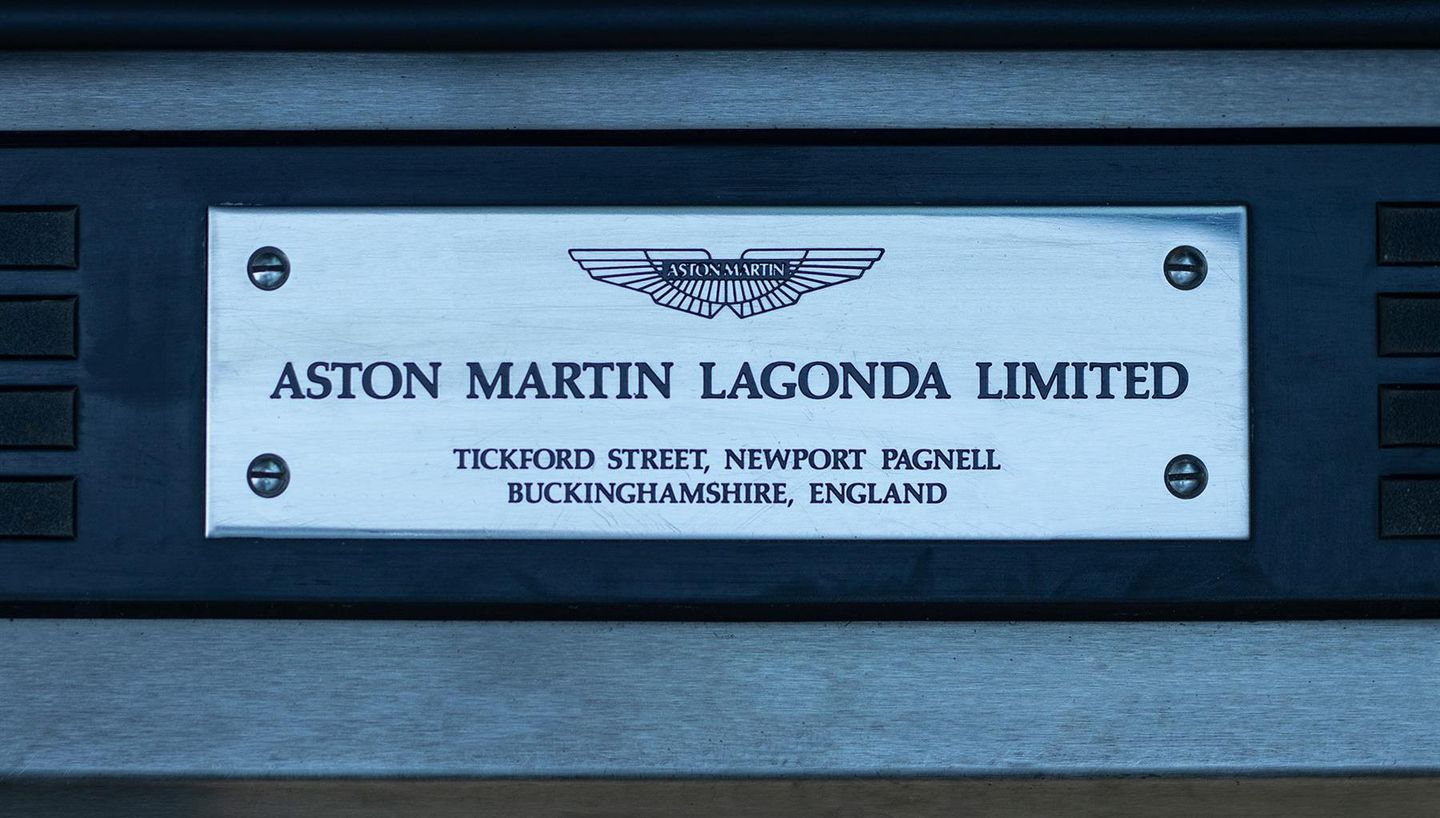 ASTON MARTIN
ASTON MARTIN LAGONDA LIMITED
TICKFORD STREET, NEWPORT PAGNELL
BUCKINGHAMSHIRE, ENGLAND